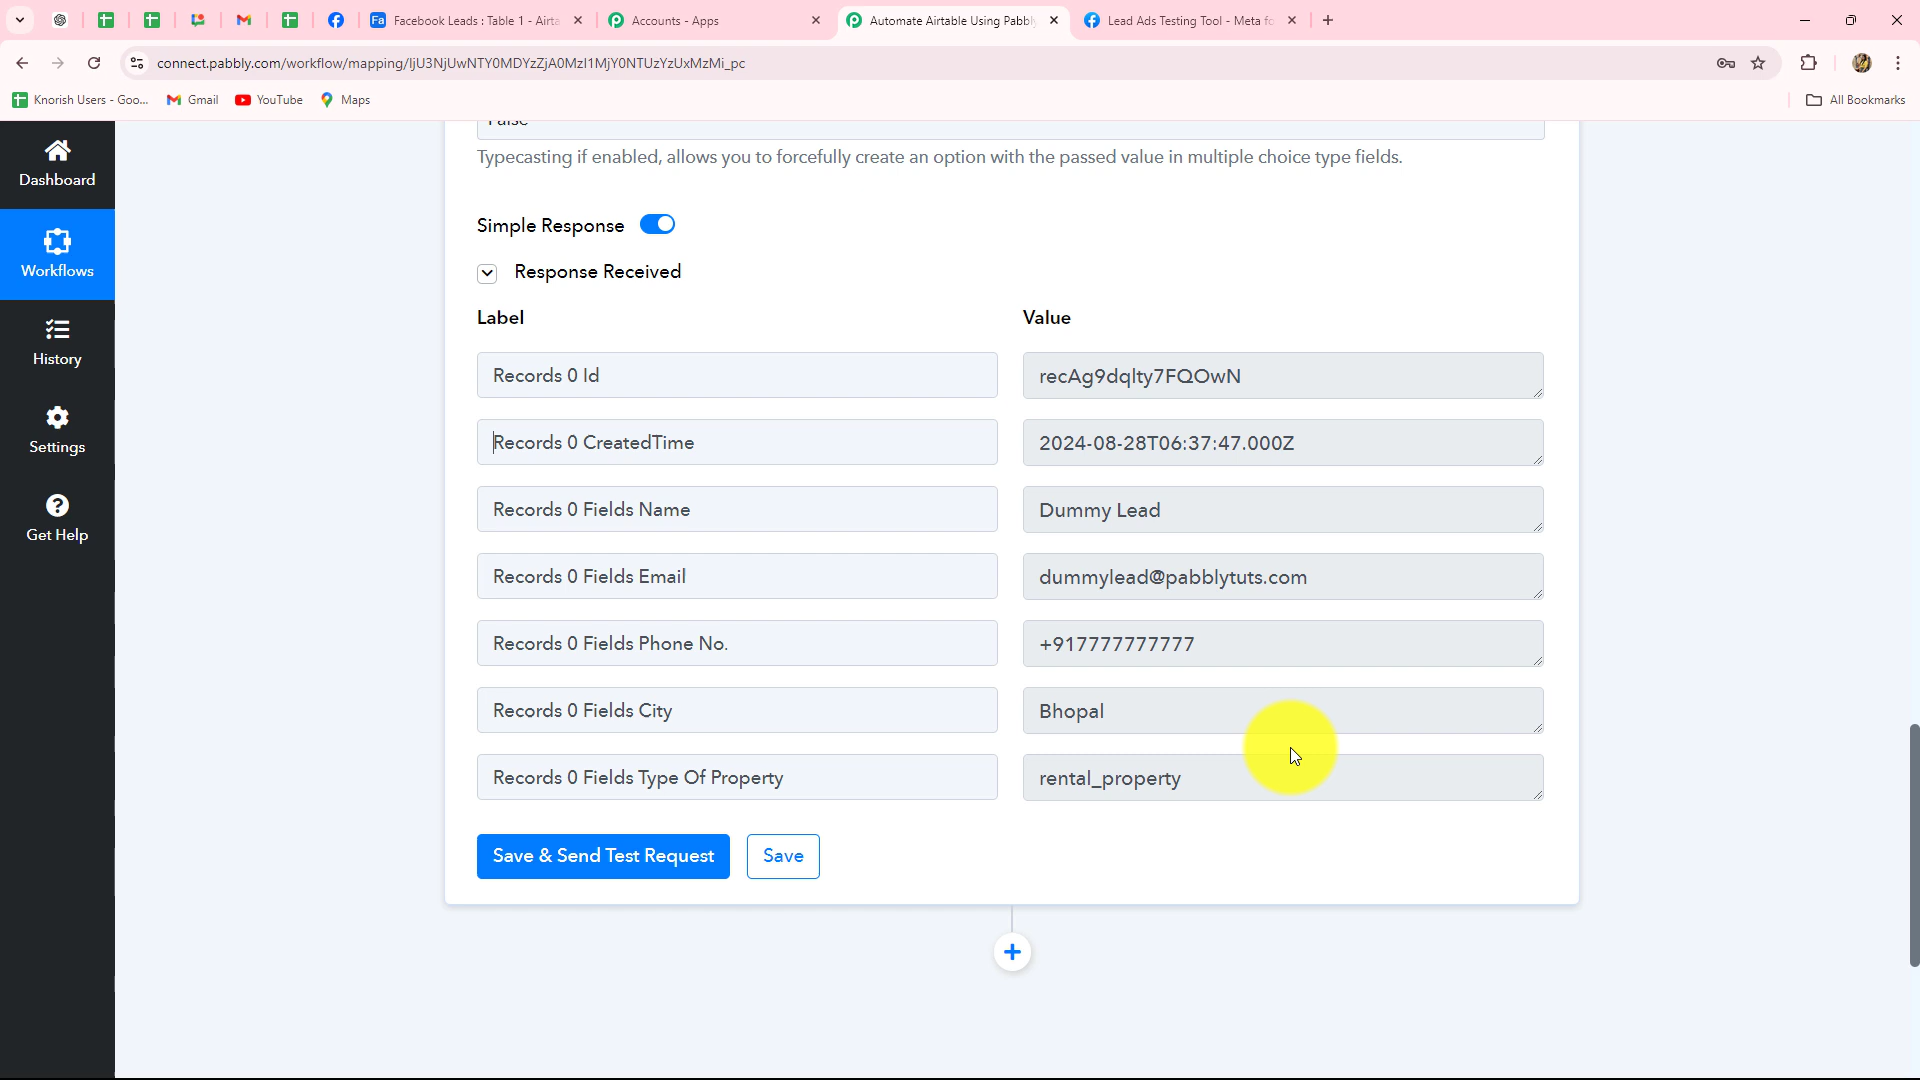 Facebook Leads : Table 1 - Airta
Accounts - Apps
Automate Airtable Using Pabbly
Lead Ads Testing Tool - Meta fo
connect.pabbly.com/workflow/mapping/IjU3NjUwNTY0MDYzZjA0MzI1MjY0NTUzYzUxMzMi_pc
Knorish Users - Goo...
Gmail
YouTube
Maps
All Bookmarks
Dashboard
Workflows
History
Settings
Get Help
False
Typecasting if enabled, allows you to forcefully create an option with the passed value in multiple choice type fields.
Simple Response
Response Received
Label Value
Records 0 Id recAg9dqlty7FQOwN
Records 0 CreatedTime 2024-08-28T06:37:47.000Z
Records 0 Fields Name Dummy Lead
Records 0 Fields Email dummylead@pabblytuts.com
Records 0 Fields Phone No. +917777777777
Records 0 Fields City Bhopal
Records 0 Fields Type Of Property rental_property
Save & Send Test Request Save